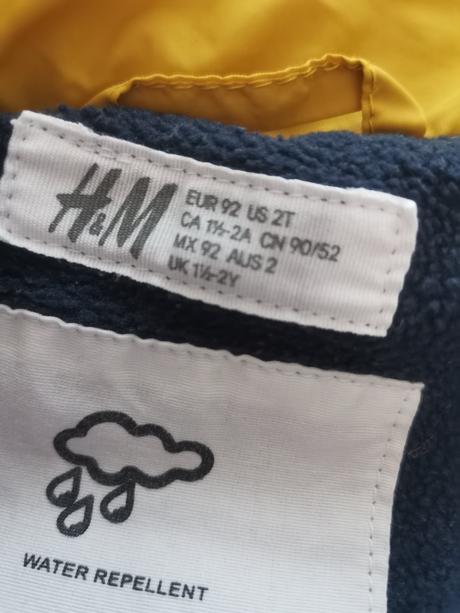 H&M
EUR 92 US 2T
CA 1½-2A CN 90/52
MX 92 AUS 2
UK 1½-2Y
WATER REPELLENT